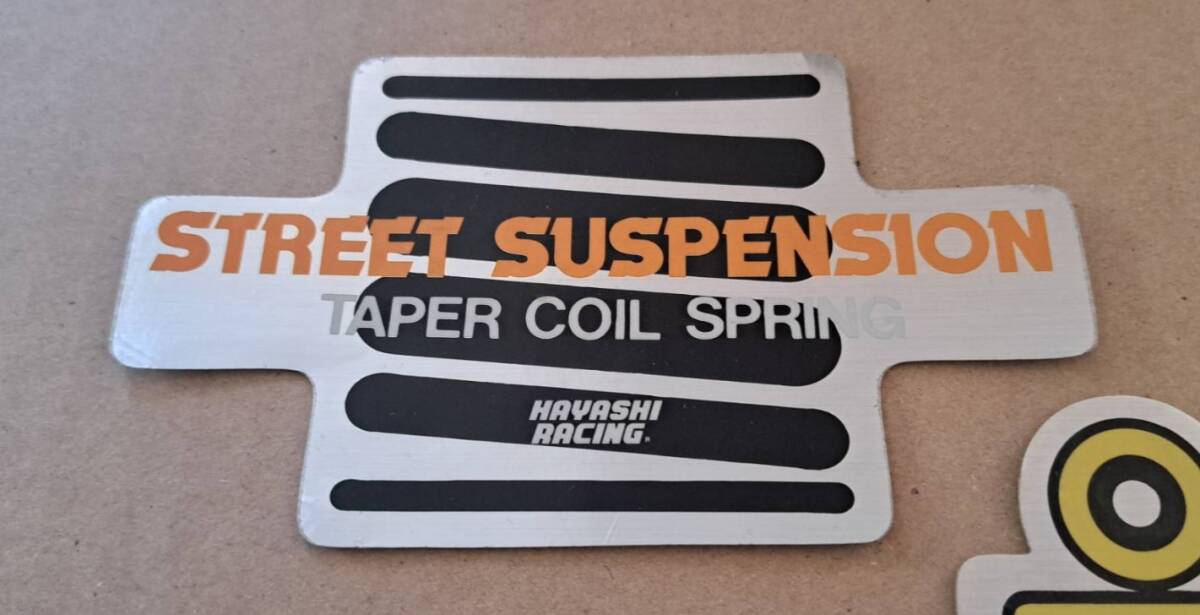 STREET SUSPENSION
TAPER COIL SPRING
HAYASHI
RACING